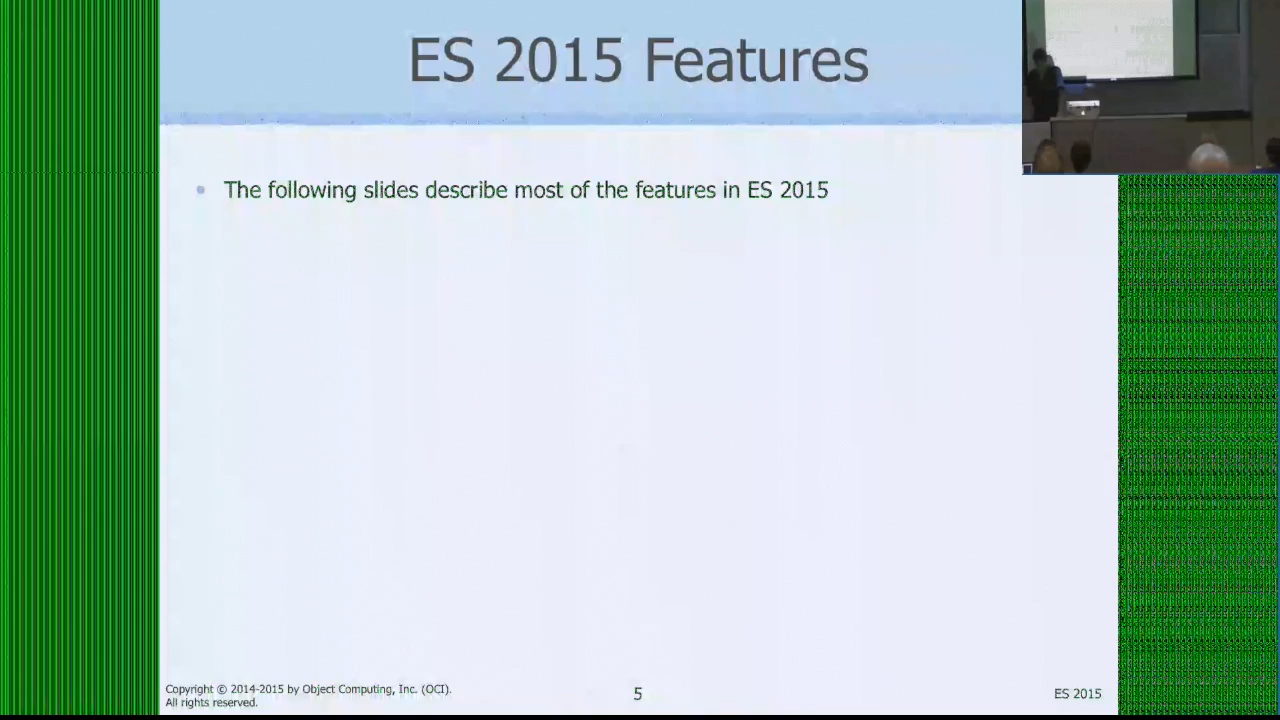 ES 2015 Features
• The following slides describe most of the features in ES 2015
Copyright © 2014-2015 by Object Computing, Inc. (OCI).
All rights reserved.
5
ES 2015